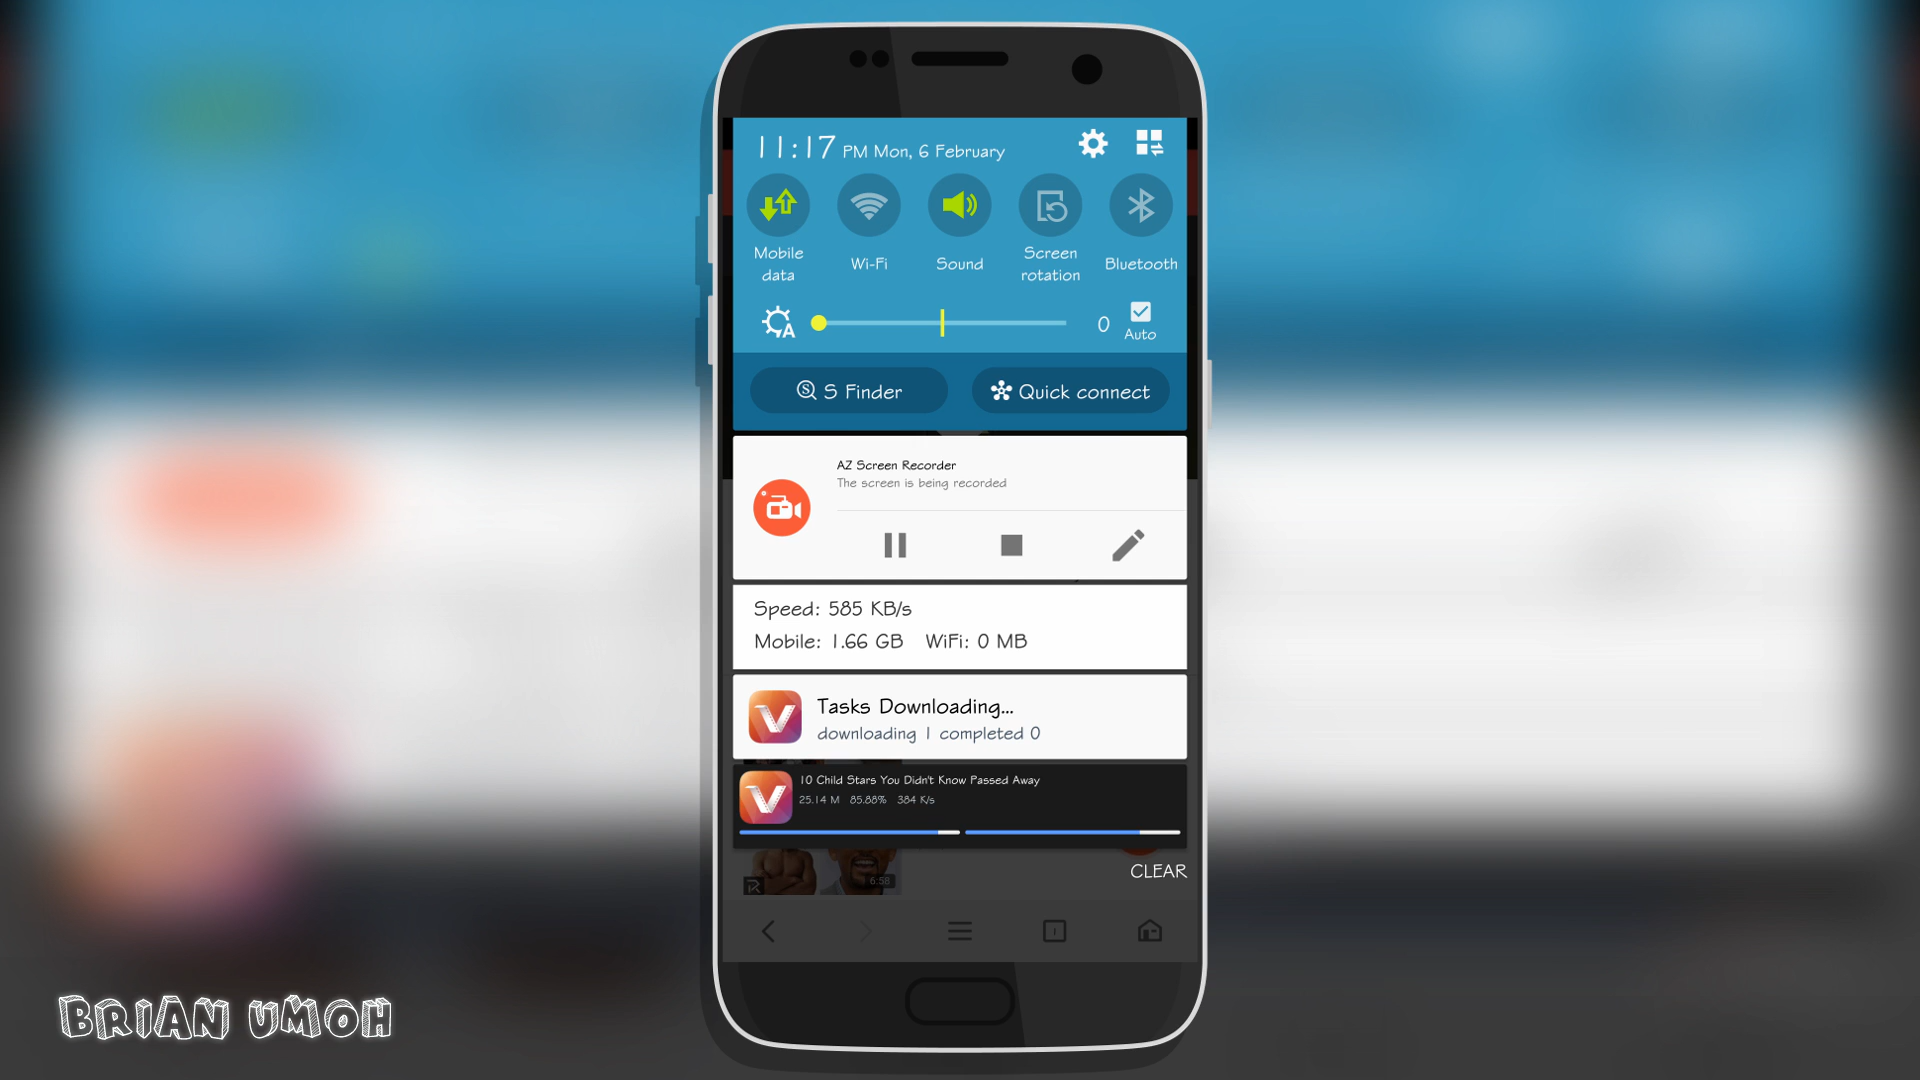 11:17 PM Mon, 6 February
Mobile data
Wi-Fi
Sound
Screen rotation
Bluetooth
A
0
Auto
S Finder
Quick connect
AZ Screen Recorder
The screen is being recorded
Speed: 585 KB/s
Mobile: 1.66 GB WiFi: 0 MB
Tasks Downloading...
downloading 1 completed 0
10 Child Stars You Didn't Know Passed Away
25.14 M 85.88% 384 K/s
6:58
CLEAR
1
BRIAN UMOH